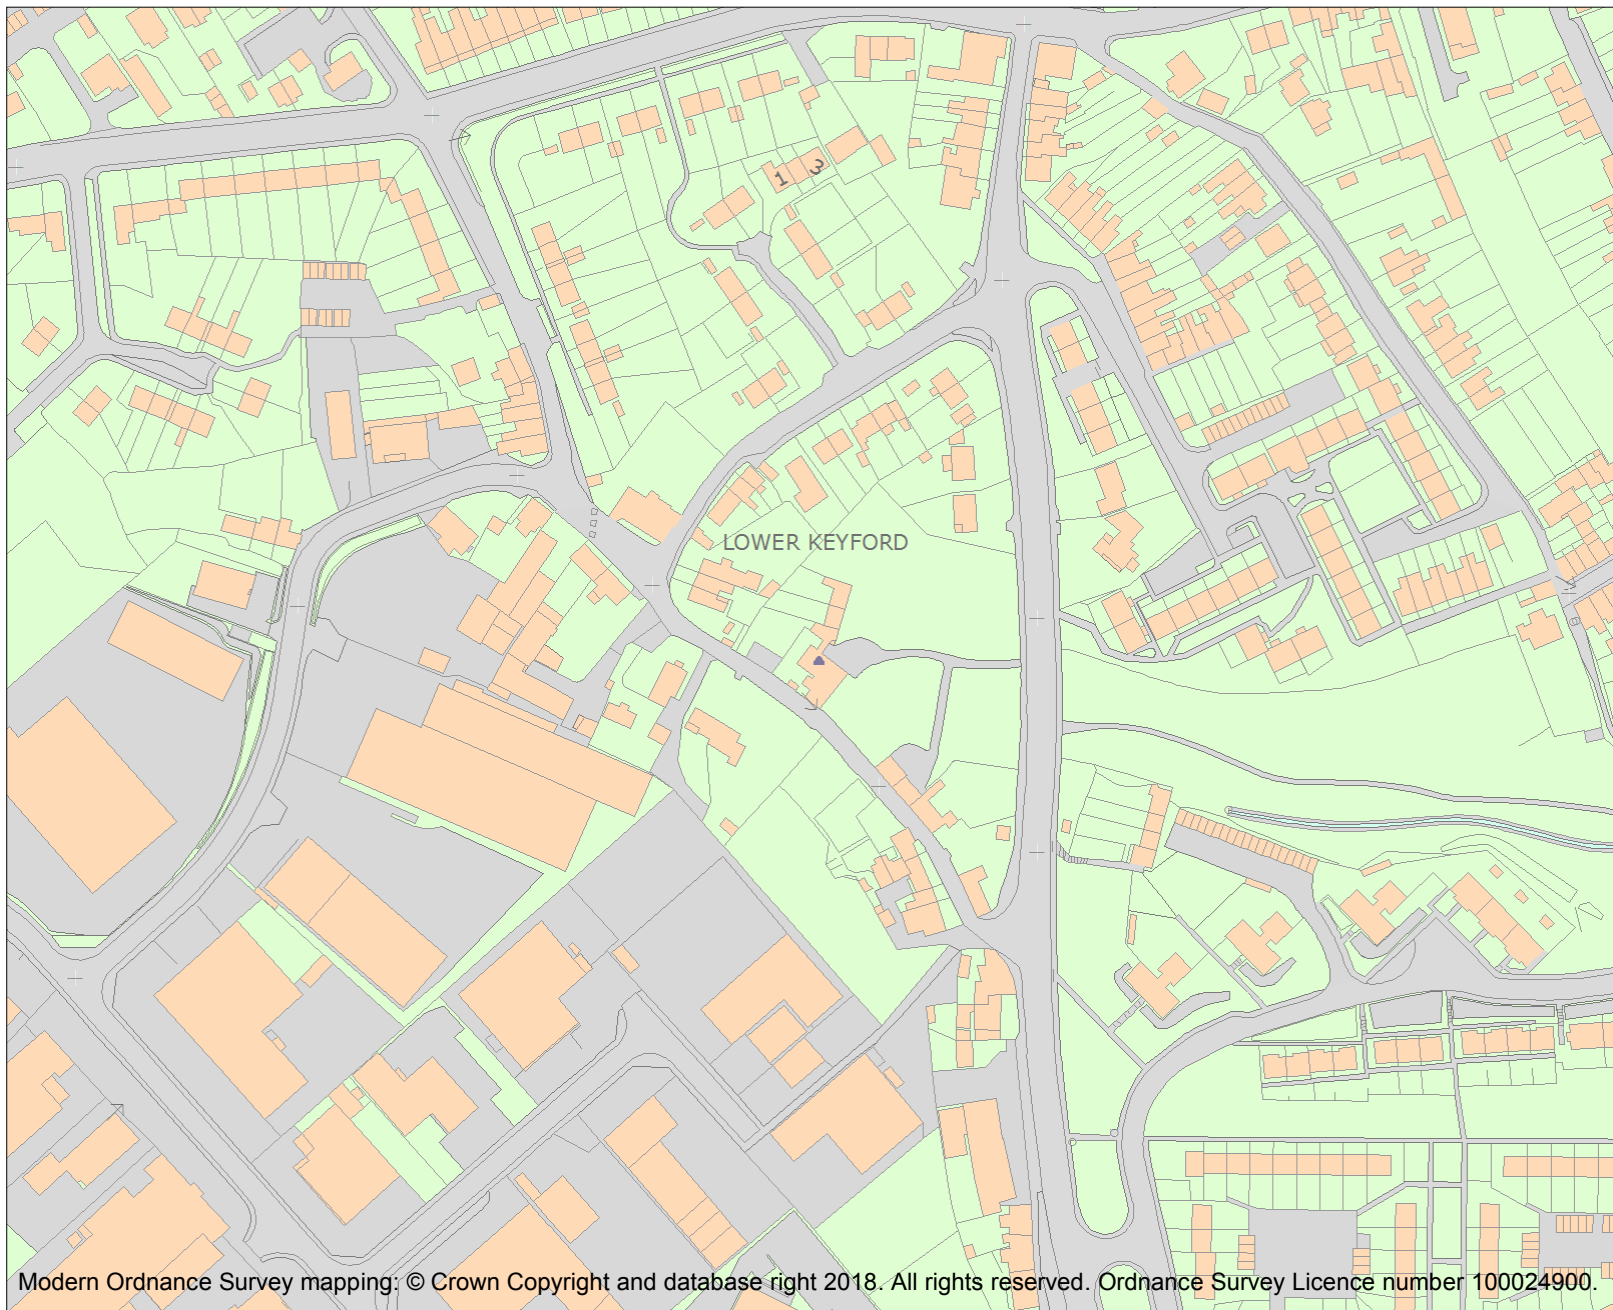 1 3
LOWER KEYFORD
Modern Ordnance Survey mapping: © Crown Copyright and database right 2018. All rights reserved. Ordnance Survey Licence number 100024900.